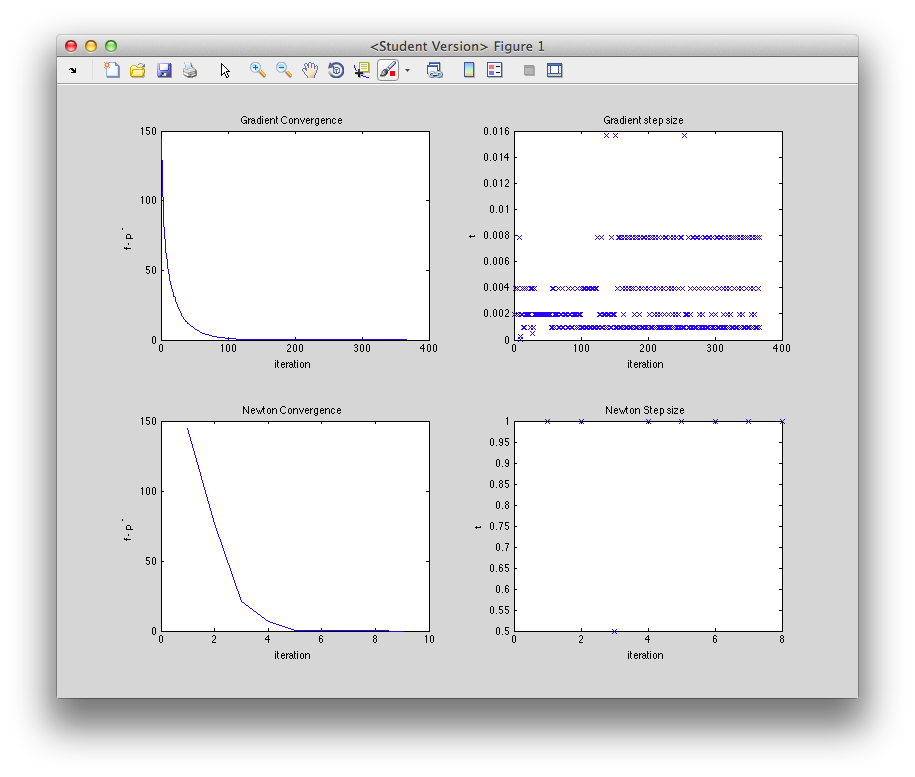 <Student Version> Figure 1
Gradient Convergence
150
100
50
0
0 100 200 300 400
f - p*
iteration
Gradient step size
0.016
0.014
0.012
0.01
0.008
0.006
0.004
0.002
0
0 100 200 300 400
t
iteration
Newton Convergence
150
100
50
0
0 2 4 6 8 10
f - p*
iteration
Newton Step size
1
0.95
0.9
0.85
0.8
0.75
0.7
0.65
0.6
0.55
0.5
0 2 4 6 8
t
iteration